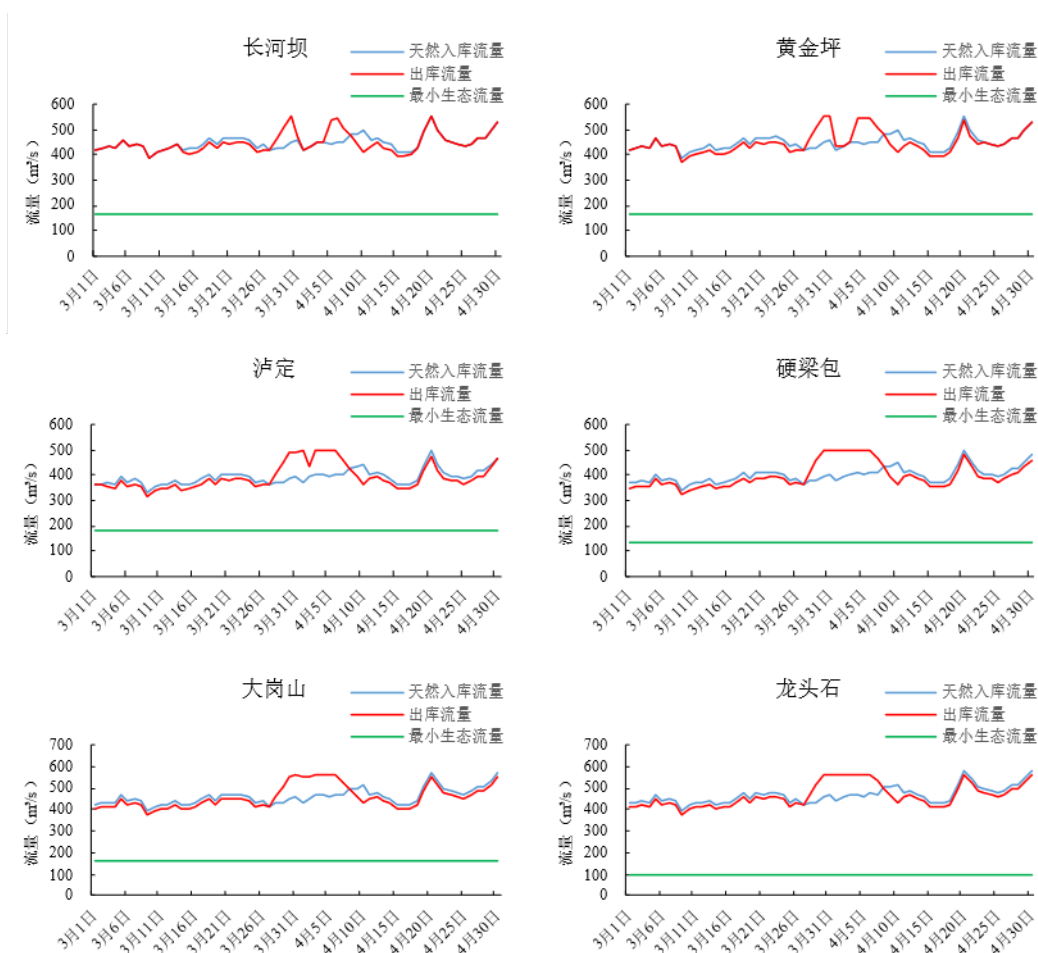 长河坝
天然入库流量
出库流量
最小生态流量
流量（m³/s）
600
500
400
300
200
100
0
3月1日
3月6日
3月11日
3月16日
3月21日
3月26日
3月31日
4月5日
4月10日
4月15日
4月20日
4月25日
4月30日
黄金坪
天然入库流量
出库流量
最小生态流量
流量（m³/s）
600
500
400
300
200
100
0
3月1日
3月6日
3月11日
3月16日
3月21日
3月26日
3月31日
4月5日
4月10日
4月15日
4月20日
4月25日
4月30日
泸定
天然入库流量
出库流量
最小生态流量
流量（m³/s）
600
500
400
300
200
100
0
3月1日
3月6日
3月11日
3月16日
3月21日
3月26日
3月31日
4月5日
4月10日
4月15日
4月20日
4月25日
4月30日
硬梁包
天然入库流量
出库流量
最小生态流量
流量（m³/s）
600
500
400
300
200
100
0
3月1日
3月6日
3月11日
3月16日
3月21日
3月26日
3月31日
4月5日
4月10日
4月15日
4月20日
4月25日
4月30日
大岗山
天然入库流量
出库流量
最小生态流量
流量（m³/s）
700
600
500
400
300
200
100
0
3月1日
3月6日
3月11日
3月16日
3月21日
3月26日
3月31日
4月5日
4月10日
4月15日
4月20日
4月25日
4月30日
龙头石
天然入库流量
出库流量
最小生态流量
流量（m³/s）
700
600
500
400
300
200
100
0
3月1日
3月6日
3月11日
3月16日
3月21日
3月26日
3月31日
4月5日
4月10日
4月15日
4月20日
4月25日
4月30日